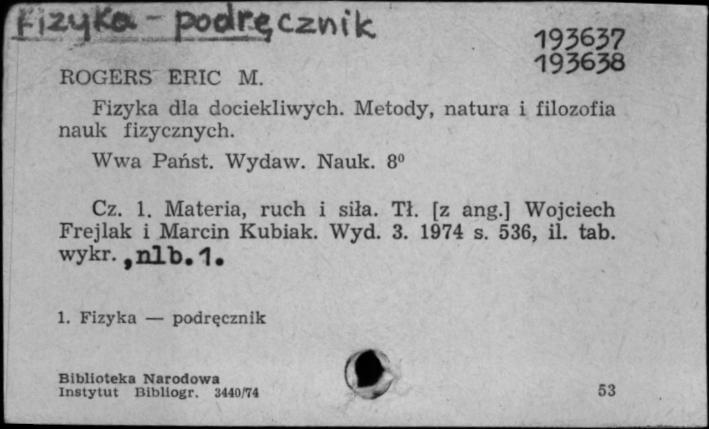 Fizyka - podręcznik
193637
193638
ROGERS ERIC M.
Fizyka dla dociekliwych. Metody, natura i filozofia
nauk fizycznych.
Wwa Państ. Wydaw. Nauk. 8⁰
Cz. 1. Materia, ruch i siła. Tł. [z ang.] Wojciech
Frejlak i Marcin Kubiak. Wyd. 3. 1974 s. 536, il. tab.
wykr. , nlb. 1.
1. Fizyka — podręcznik
Biblioteka Narodowa
Instytut Bibliogr. 3440/74
53